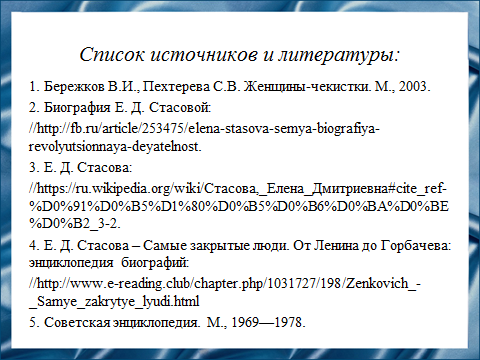 Список источников и литературы:
1. Бережков В.И., Пехтерева С.В. Женщины-чекистки. М., 2003.
2. Биография Е. Д. Стасовой:
//http://fb.ru/article/253475/elena-stasova-semya-biografiya-
revolyutsionnaya-deyatelnost.
3. Е. Д. Стасова:
//https://ru.wikipedia.org/wiki/Стасова,_Елена_Дмитриевна#cite_ref-
%D0%91%D0%B5%D1%80%D0%B5%D0%B6%D0%BA%D0%BE
%D0%B2_3-2.
4. Е. Д. Стасова – Самые закрытые люди. От Ленина до Горбачева:
энциклопедия биографий:
//http://www.e-reading.club/chapter.php/1031727/198/Zenkovich_-
_Samye_zakrytye_lyudi.html
5. Советская энциклопедия. М., 1969—1978.